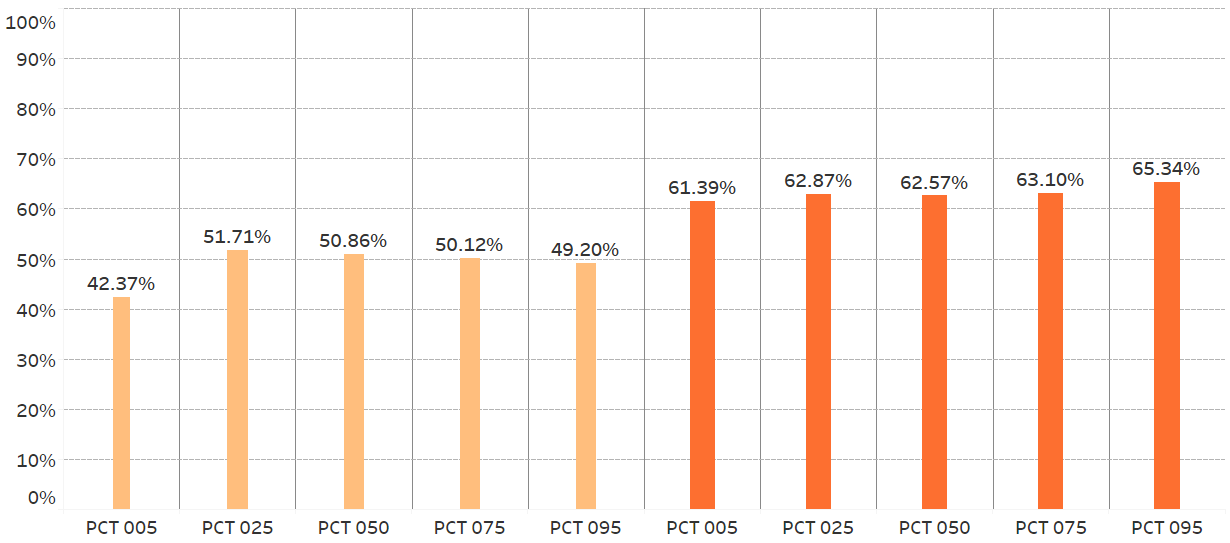 100%
90%
80%
70%
60%
50%
40%
30%
20%
10%
0%
42.37%
51.71%
50.86%
50.12%
49.20%
61.39%
62.87%
62.57%
63.10%
65.34%
PCT 005
PCT 025
PCT 050
PCT 075
PCT 095
PCT 005
PCT 025
PCT 050
PCT 075
PCT 095